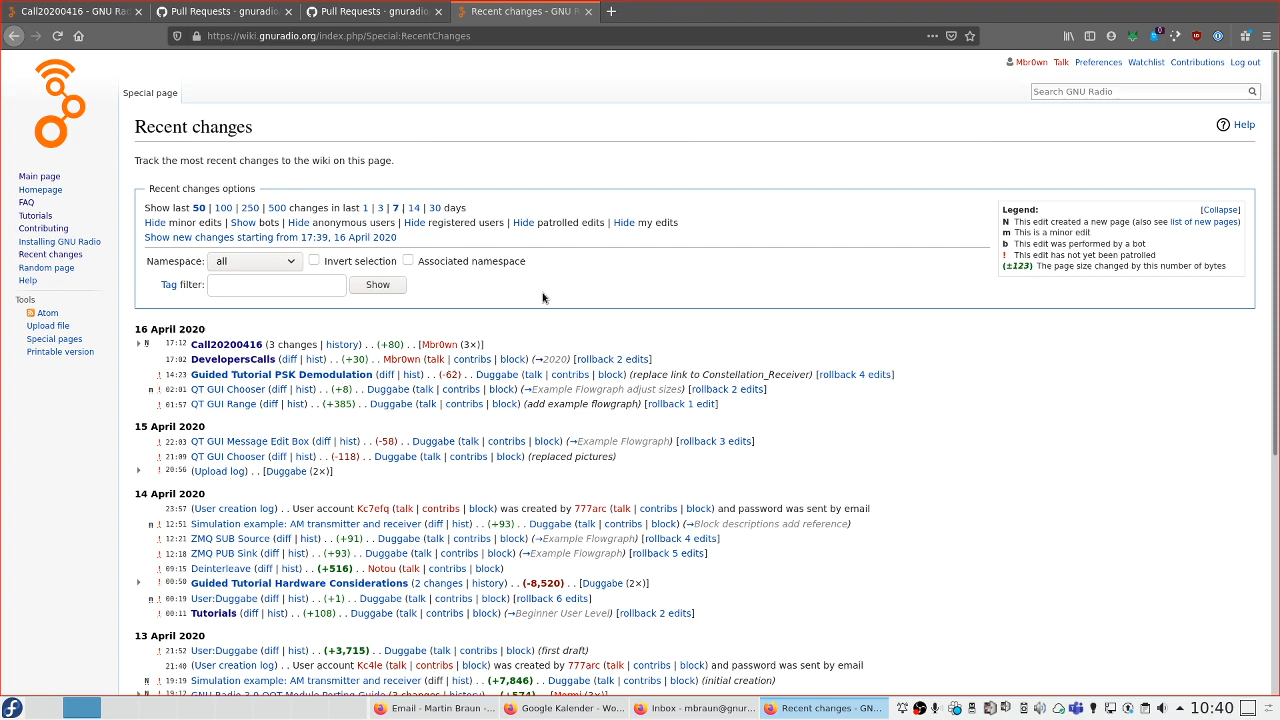 Call20200416 - GNU Ra Pull Requests · gnuradio Pull Requests · gnuradio Recent changes - GNU R
https://wiki.gnuradio.org/index.php/Special:RecentChanges
Mbr0wn Talk Preferences Watchlist Contributions Log out
Special page
Search GNU Radio
Recent changes
Help
Track the most recent changes to the wiki on this page.
Main page
Homepage
FAQ
Tutorials
Contributing
Installing GNU Radio
Recent changes
Random page
Help
Tools
Atom
Upload file
Special pages
Printable version
Recent changes options
Show last 50 | 100 | 250 | 500 changes in last 1 | 3 | 7 | 14 | 30 days
Hide minor edits | Show bots | Hide anonymous users | Hide registered users | Hide patrolled edits | Hide my edits
Show new changes starting from 17:39, 16 April 2020
Namespace: all Invert selection Associated namespace
Tag filter: Show
Legend: [Collapse]
N This edit created a new page (also see list of new pages)
m This is a minor edit
b This edit was performed by a bot
! This edit has not yet been patrolled
(±123) The page size changed by this number of bytes
16 April 2020
N 17:12 Call20200416 (3 changes | history) . . (+80) . . [Mbr0wn (3×)]
17:02 DevelopersCalls (diff | hist) . . (+30) . . Mbr0wn (talk | contribs | block) (→2020) [rollback 2 edits]
! 14:23 Guided Tutorial PSK Demodulation (diff | hist) . . (-62) . . Duggabe (talk | contribs | block) (replace link to Constellation_Receiver) [rollback 4 edits]
m ! 02:01 QT GUI Chooser (diff | hist) . . (+8) . . Duggabe (talk | contribs | block) (→Example Flowgraph adjust sizes) [rollback 2 edits]
! 01:57 QT GUI Range (diff | hist) . . (+385) . . Duggabe (talk | contribs | block) (add example flowgraph) [rollback 1 edit]
15 April 2020
! 22:03 QT GUI Message Edit Box (diff | hist) . . (-58) . . Duggabe (talk | contribs | block) (→Example Flowgraph) [rollback 3 edits]
! 21:09 QT GUI Chooser (diff | hist) . . (-118) . . Duggabe (talk | contribs | block) (replaced pictures)
! 20:56 (Upload log) . . [Duggabe (2×)]
14 April 2020
23:57 (User creation log) . . User account Kc7efq (talk | contribs | block) was created by 777arc (talk | contribs | block) and password was sent by email
m ! 12:51 Simulation example: AM transmitter and receiver (diff | hist) . . (+93) . . Duggabe (talk | contribs | block) (→Block descriptions add reference)
! 12:21 ZMQ SUB Source (diff | hist) . . (+91) . . Duggabe (talk | contribs | block) (→Example Flowgraph) [rollback 4 edits]
! 12:18 ZMQ PUB Sink (diff | hist) . . (+93) . . Duggabe (talk | contribs | block) (→Example Flowgraph) [rollback 5 edits]
! 09:15 Deinterleave (diff | hist) . . (+516) . . Notou (talk | contribs | block)
! 00:50 Guided Tutorial Hardware Considerations (2 changes | history) . . (-8,520) . . [Duggabe (2×)]
m ! 00:19 User:Duggabe (diff | hist) . . (+1) . . Duggabe (talk | contribs | block) [rollback 6 edits]
! 00:11 Tutorials (diff | hist) . . (+108) . . Duggabe (talk | contribs | block) (→Beginner User Level) [rollback 2 edits]
13 April 2020
! 21:52 User:Duggabe (diff | hist) . . (+3,715) . . Duggabe (talk | contribs | block) (first draft)
21:40 (User creation log) . . User account Kc4le (talk | contribs | block) was created by 777arc (talk | contribs | block) and password was sent by email
N ! 19:19 Simulation example: AM transmitter and receiver (diff | hist) . . (+7,846) . . Duggabe (talk | contribs | block) (initial creation)
N ! 19:12 GNU Radio 3.9 OOT Module Porting Guide (3 changes | history) . . (+574) . .
Email - Martin Braun -... Google Kalender - Wo... Inbox - mbraun@gnur... Recent changes - GN... 10:40